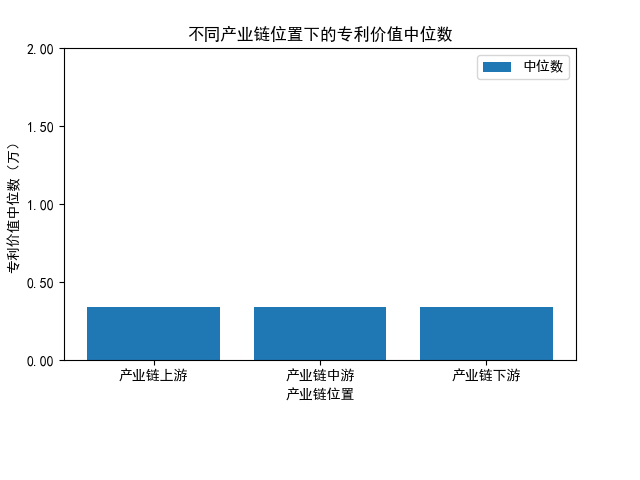 不同产业链位置下的专利价值中位数
中位数
专利价值中位数（万）
2.00
1.50
1.00
0.50
0.00
产业链上游 产业链中游 产业链下游
产业链位置